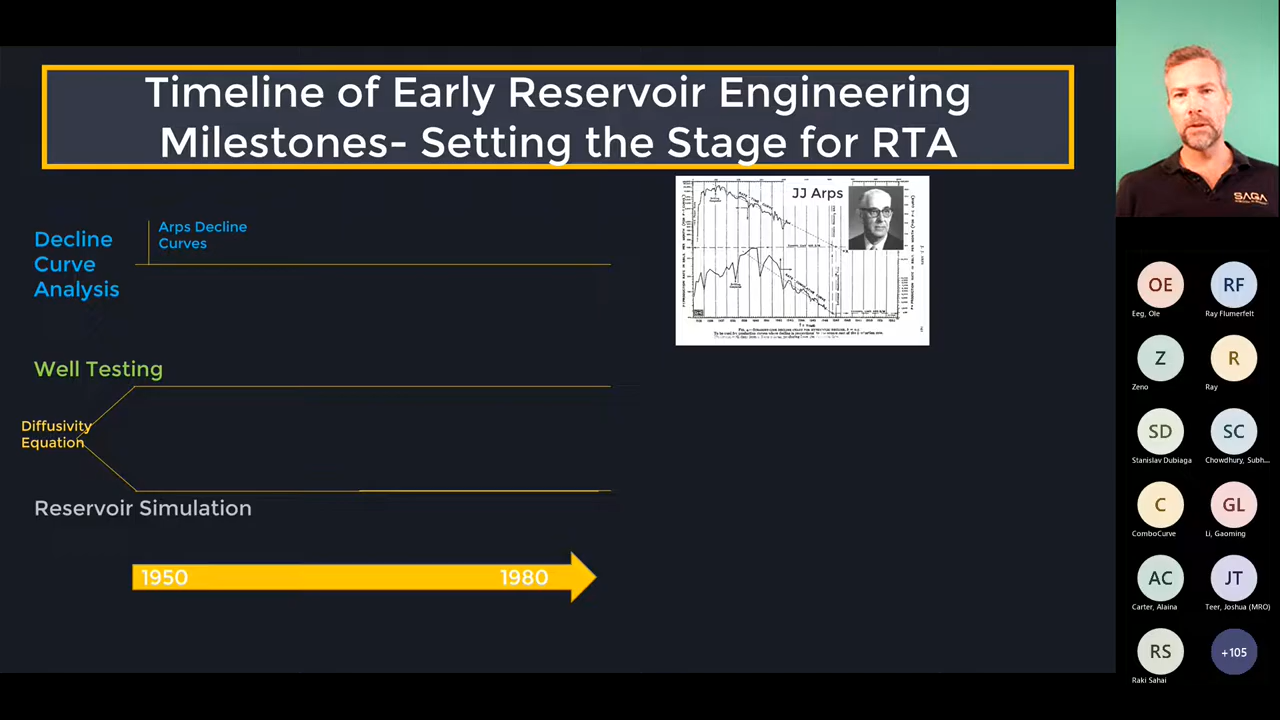 Timeline of Early Reservoir Engineering
Milestones- Setting the Stage for RTA
JJ Arps
Decline
Curve
Analysis
Arps Decline
Curves
Well Testing
Diffusivity
Equation
Reservoir Simulation
1950
1980
SAGA
OE
RF
Eeg, Ole
Ray Flumerfelt
Z
R
Zeno
Ray
SD
SC
Stanislav Dubiaga
Chowdhury, Subh...
C
GL
ComboCurve
Li, Gaoming
AC
JT
Carter, Alaina
Teer, Joshua (MRO)
RS
+105
Raki Sahai